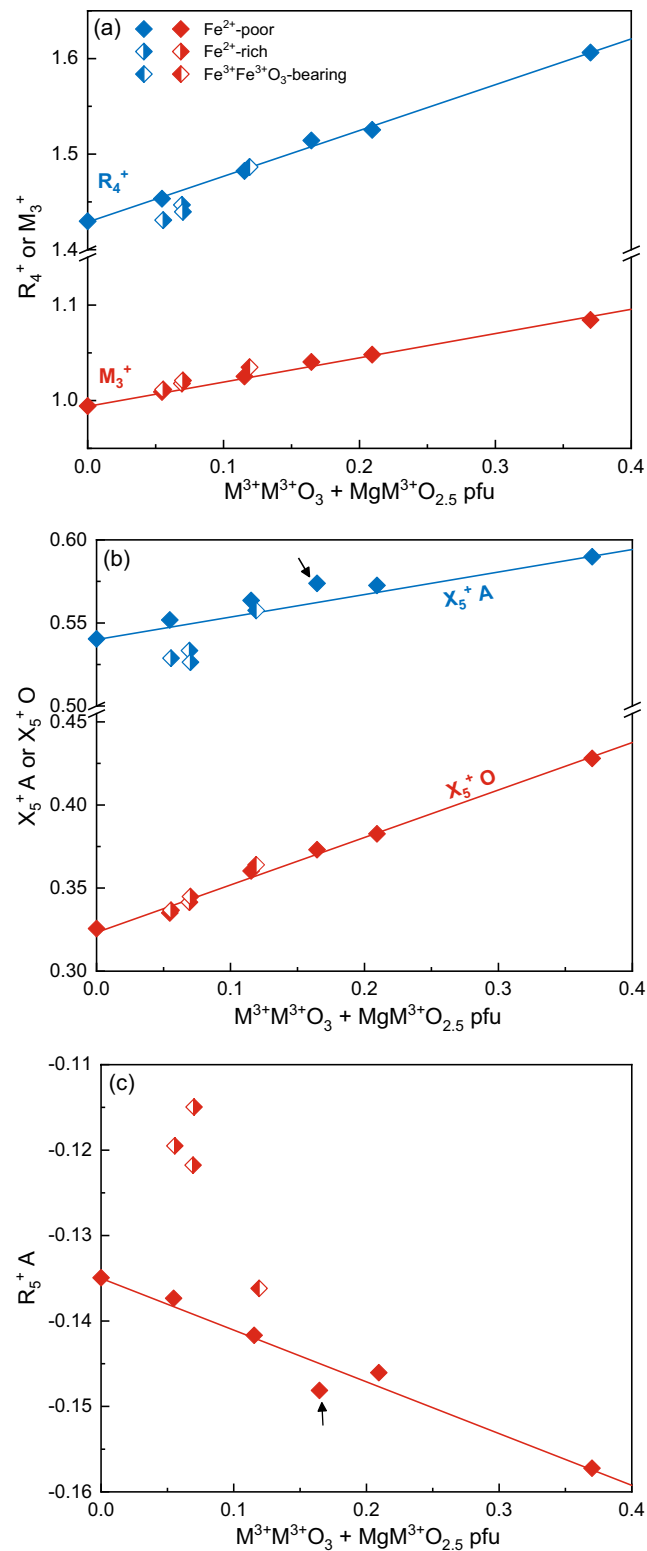 (a)
Fe²⁺-poor
Fe²⁺-rich
Fe³⁺Fe³⁺O₃-bearing
1.6
1.5
1.4
1.1
1.0
R₄⁺ or M₃⁺
R₄⁺
M₃⁺
0.0 0.1 0.2 0.3 0.4
M³⁺M³⁺O₃ + MgM³⁺O₂.₅ pfu
(b)
0.60
0.55
0.50
0.45
0.40
0.35
0.30
X₅⁺ A or X₅⁺ O
X₅⁺ A
X₅⁺ O
0.0 0.1 0.2 0.3 0.4
M³⁺M³⁺O₃ + MgM³⁺O₂.₅ pfu
(c)
-0.11
-0.12
-0.13
-0.14
-0.15
-0.16
R₅⁺ A
0.0 0.1 0.2 0.3 0.4
M³⁺M³⁺O₃ + MgM³⁺O₂.₅ pfu